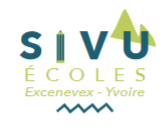 SIVU
ÉCOLES
Excenevex - Yvoire